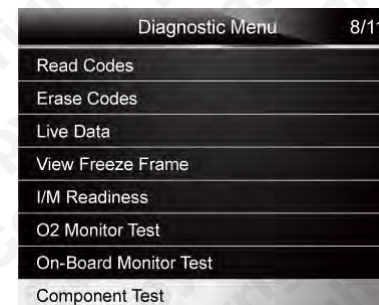 Diagnostic Menu 8/11
Read Codes
Erase Codes
Live Data
View Freeze Frame
I/M Readiness
O2 Monitor Test
On-Board Monitor Test
Component Test